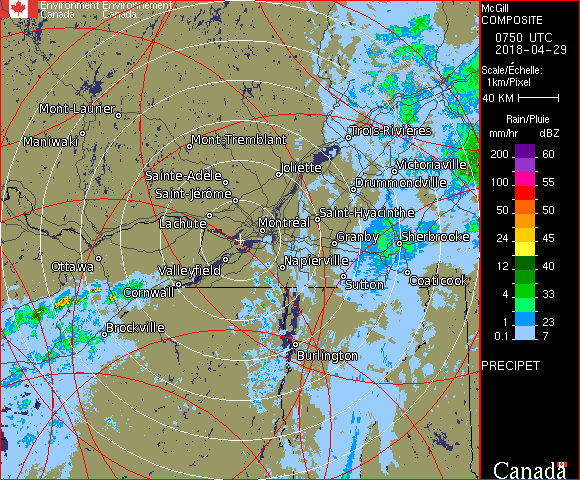 Environment Environnement
Canada Canada
McGill
COMPOSITE
0750 UTC
2018-04-29
Scale/Échelle:
1km/Pixel
40 KM
Rain/Pluie
mm/hr dBZ
200 60
100 55
50 50
24 45
12 40
4 33
1 23
0.1 7
PRECIPET
Canada
Mont-Laurier
Maniwaki
Mont-Tremblant
Trois-Rivières
Sainte-Adèle
Joliette
Victoriaville
Saint-Jérôme
Drummondville
Lachute
Montréal
Saint-Hyacinthe
Granby
Sherbrooke
Ottawa
Valleyfield
Napierville
Cornwall
Sutton
Coaticook
Brockville
Burlington